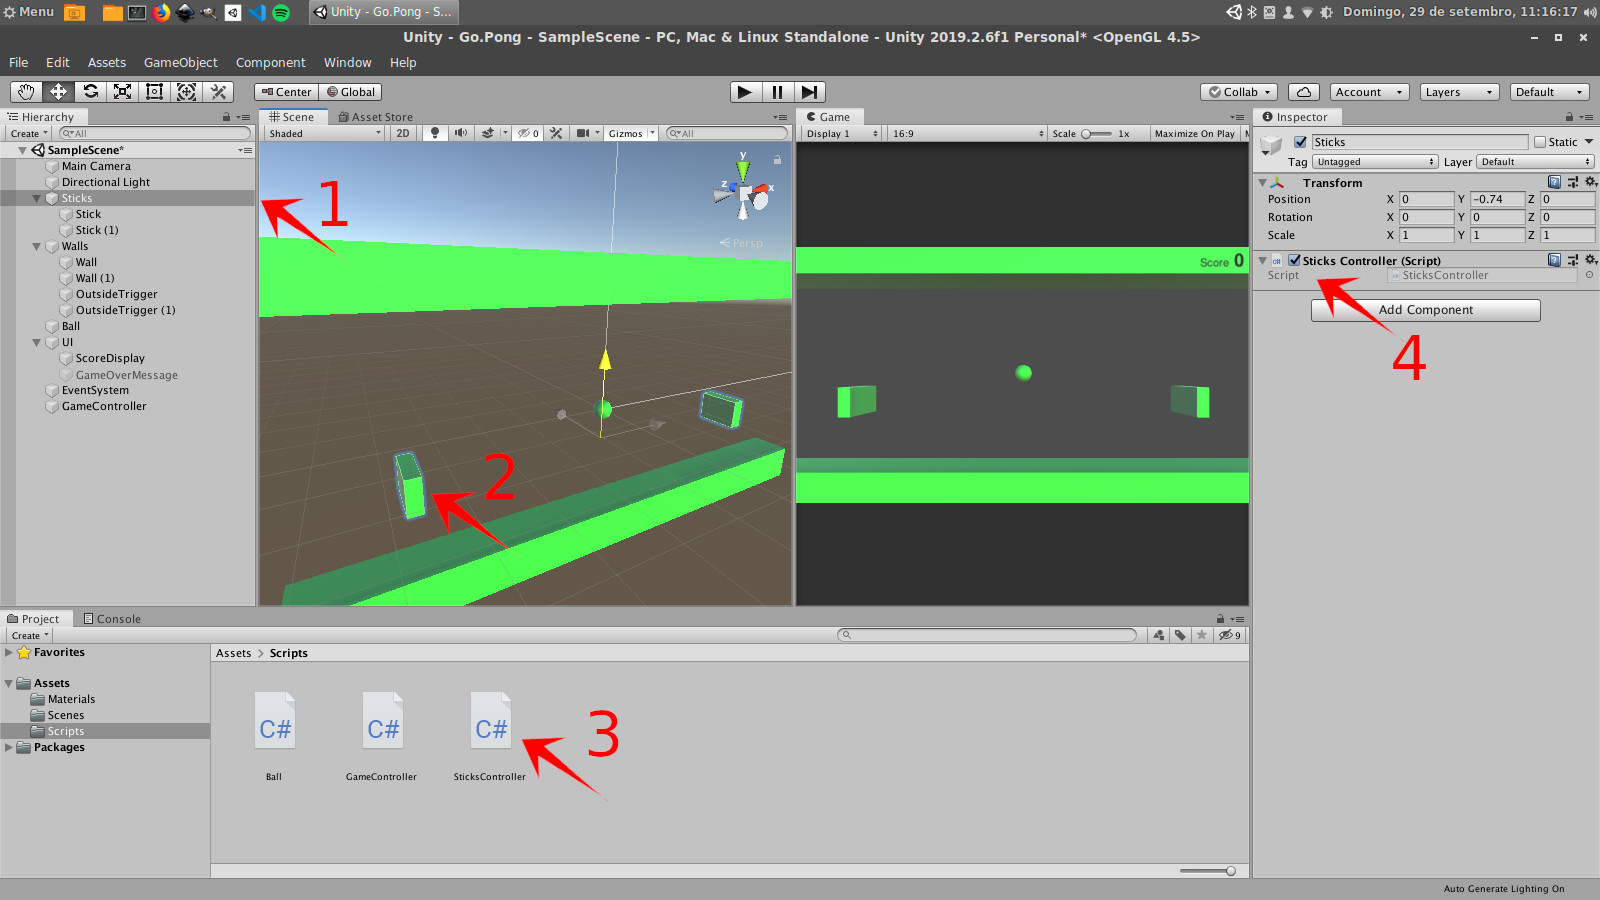 Menu
Unity - Go.Pong - S...
Domingo, 29 de setembro, 11:16:17
Unity - Go.Pong - SampleScene - PC, Mac & Linux Standalone - Unity 2019.2.6f1 Personal* <OpenGL 4.5>
File Edit Assets GameObject Component Window Help
Center Global
Collab Account Layers Default
Hierarchy
Create All
SampleScene*
Main Camera
Directional Light
Sticks
Stick
Stick (1)
Walls
Wall
Wall (1)
OutsideTrigger
OutsideTrigger (1)
Ball
UI
ScoreDisplay
GameOverMessage
EventSystem
GameController
1
Scene Asset Store
Shaded 2D 0 Gizmos All
y
z x
Persp
2
Game
Display 1 16:9 Scale 1x Maximize On Play
Score 0
Inspector
Sticks Static
Tag Untagged Layer Default
Transform
Position X 0 Y -0.74 Z 0
Rotation X 0 Y 0 Z 0
Scale X 1 Y 1 Z 1
C# Sticks Controller (Script)
Script SticksController
Add Component
4
Project Console
Create 9
Favorites
Assets
Materials
Scenes
Scripts
Packages
Assets > Scripts
C# C# C#
Ball GameController SticksController
3
Auto Generate Lighting On